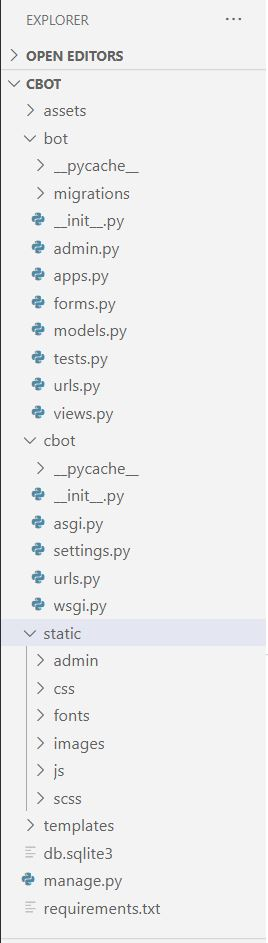 EXPLORER ...
OPEN EDITORS
CBOT
assets
bot
__pycache__
migrations
__init__.py
admin.py
apps.py
forms.py
models.py
tests.py
urls.py
views.py
cbot
__pycache__
__init__.py
asgi.py
settings.py
urls.py
wsgi.py
static
admin
css
fonts
images
js
scss
templates
db.sqlite3
manage.py
requirements.txt